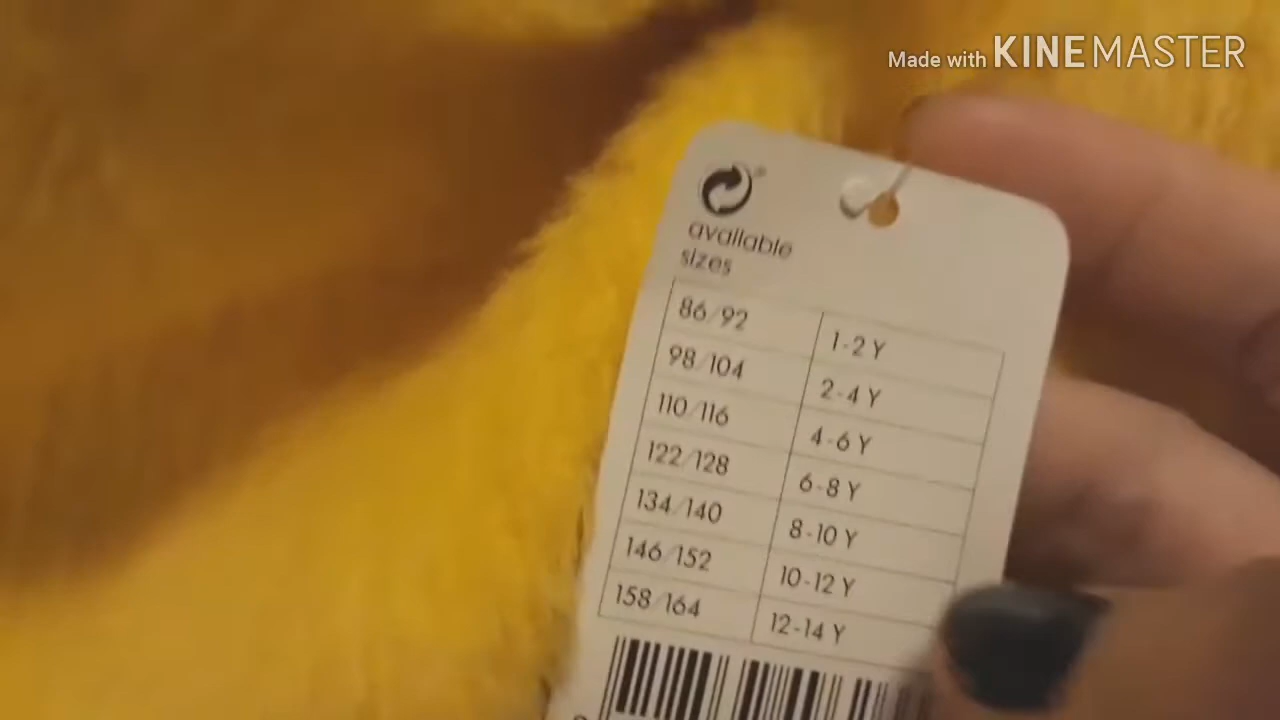 Made with KINEMASTER
available
sizes
86/92 1-2 Y
98/104 2-4 Y
110/116 4-6 Y
122/128 6-8 Y
134/140 8-10 Y
146/152 10-12 Y
158/164 12-14 Y